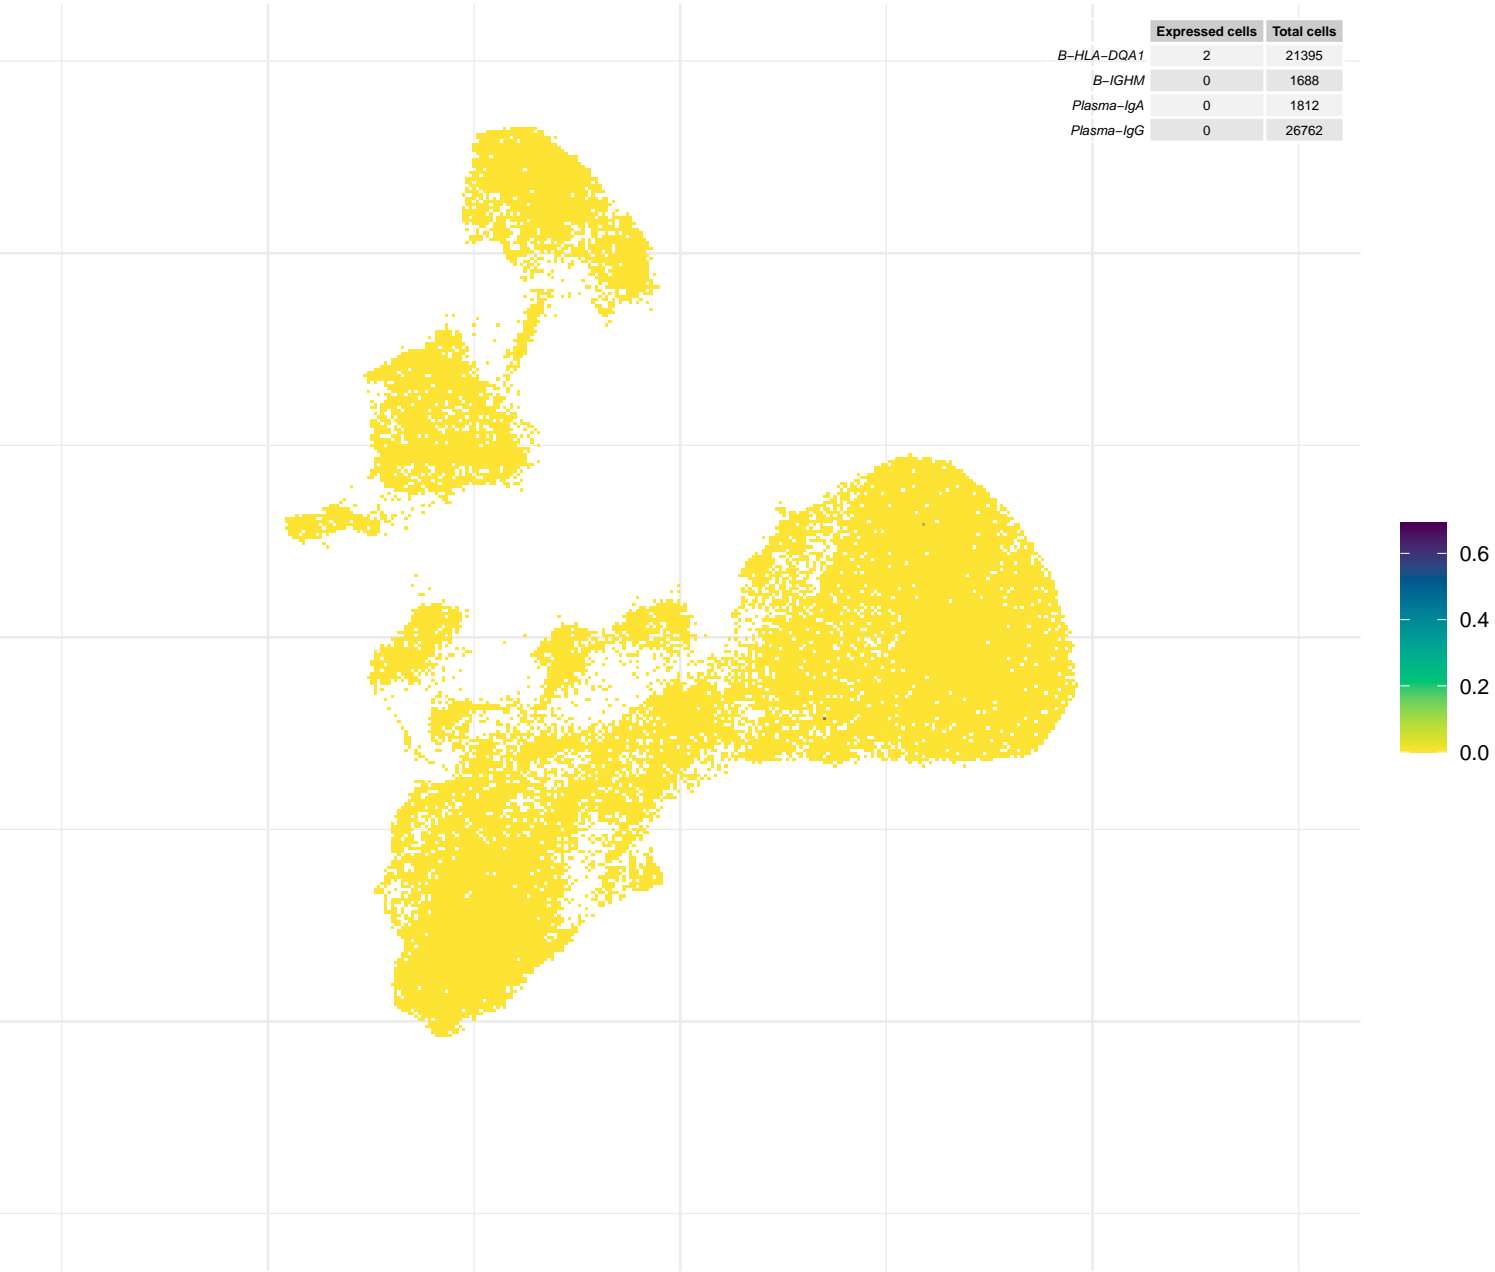 Expressed cells Total cells
B−HLA−DQA1 2 21395
B−IGHM 0 1688
Plasma−IgA 0 1812
Plasma−IgG 0 26762
0.6
0.4
0.2
0.0